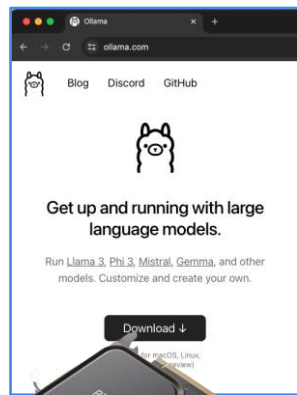 Ollama
ollama.com
Blog Discord GitHub
Get up and running with large
language models.
Run Llama 3, Phi 3, Mistral, Gemma, and other
models. Customize and create your own.
Download ↓
for macOS, Linux,
preview)